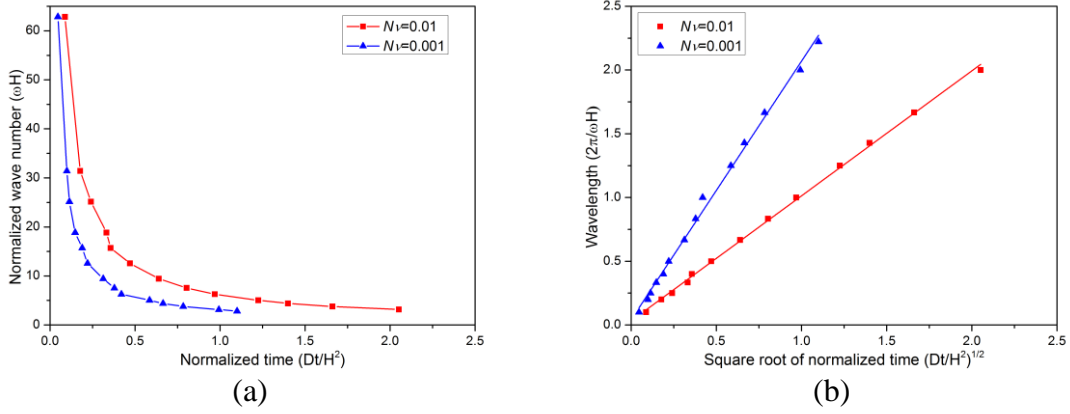 60
50
40
30
20
10
0
Normalized wave number (ωH)
Nν=0.01
Nν=0.001
0.0 0.5 1.0 1.5 2.0 2.5
Normalized time (Dt/H²)
(a)
2.5
2.0
1.5
1.0
0.5
0.0
Wavelength (2π/ωH)
Nν=0.01
Nν=0.001
0.0 0.5 1.0 1.5 2.0 2.5
Square root of normalized time (Dt/H²)^1/2
(b)